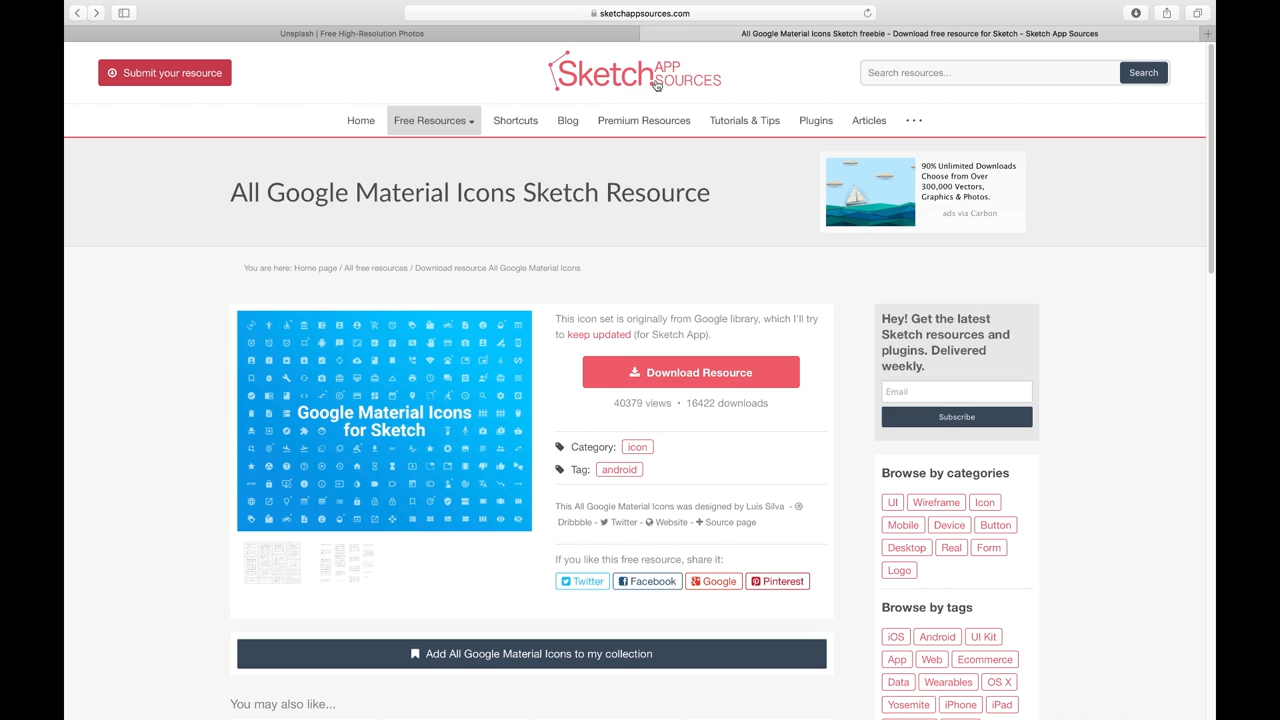 sketchappsources.com
Unsplash | Free High-Resolution Photos
All Google Material Icons Sketch freebie - Download free resource for Sketch - Sketch App Sources
Submit your resource
Sketch APP SOURCES
Search resources...
Search
Home
Free Resources
Shortcuts
Blog
Premium Resources
Tutorials & Tips
Plugins
Articles
All Google Material Icons Sketch Resource
90% Unlimited Downloads
Choose from Over
300,000 Vectors,
Graphics & Photos.
ads via Carbon
You are here: Home page / All free resources / Download resource All Google Material Icons
Google Material Icons
for Sketch
This icon set is originally from Google library, which I'll try
to keep updated (for Sketch App).
Download Resource
40379 views • 16422 downloads
Category: icon
Tag: android
This All Google Material Icons was designed by Luis Silva -
Dribbble - Twitter - Website - Source page
If you like this free resource, share it:
Twitter
Facebook
Google
Pinterest
Add All Google Material Icons to my collection
You may also like...
Hey! Get the latest
Sketch resources and
plugins. Delivered
weekly.
Email
Subscribe
Browse by categories
UI Wireframe Icon
Mobile Device Button
Desktop Real Form
Logo
Browse by tags
iOS Android UI Kit
App Web Ecommerce
Data Wearables OS X
Yosemite iPhone iPad